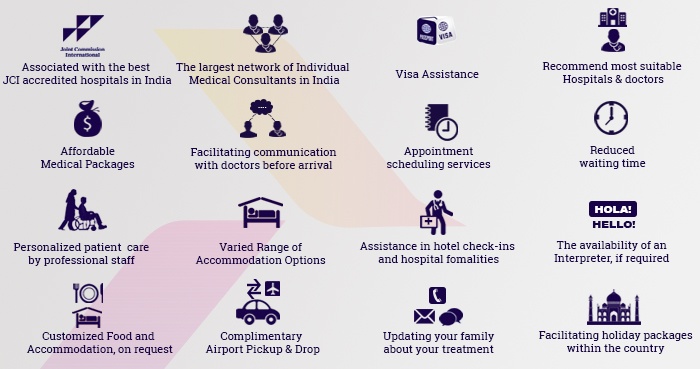 Joint Commission
International
Associated with the best
JCI accredited hospitals in India
The largest network of Individual
Medical Consultants in India
PASSPORT
VISA
Visa Assistance
Recommend most suitable
Hospitals & doctors
$
Affordable
Medical Packages
Facilitating communication
with doctors before arrival
Appointment
scheduling services
Reduced
waiting time
Personalized patient care
by professional staff
Varied Range of
Accommodation Options
Assistance in hotel check-ins
and hospital fomalities
HOLA!
HELLO!
The availability of an
Interpreter, if required
Customized Food and
Accommodation, on request
Complimentary
Airport Pickup & Drop
Updating your family
about your treatment
Facilitating holiday packages
within the country